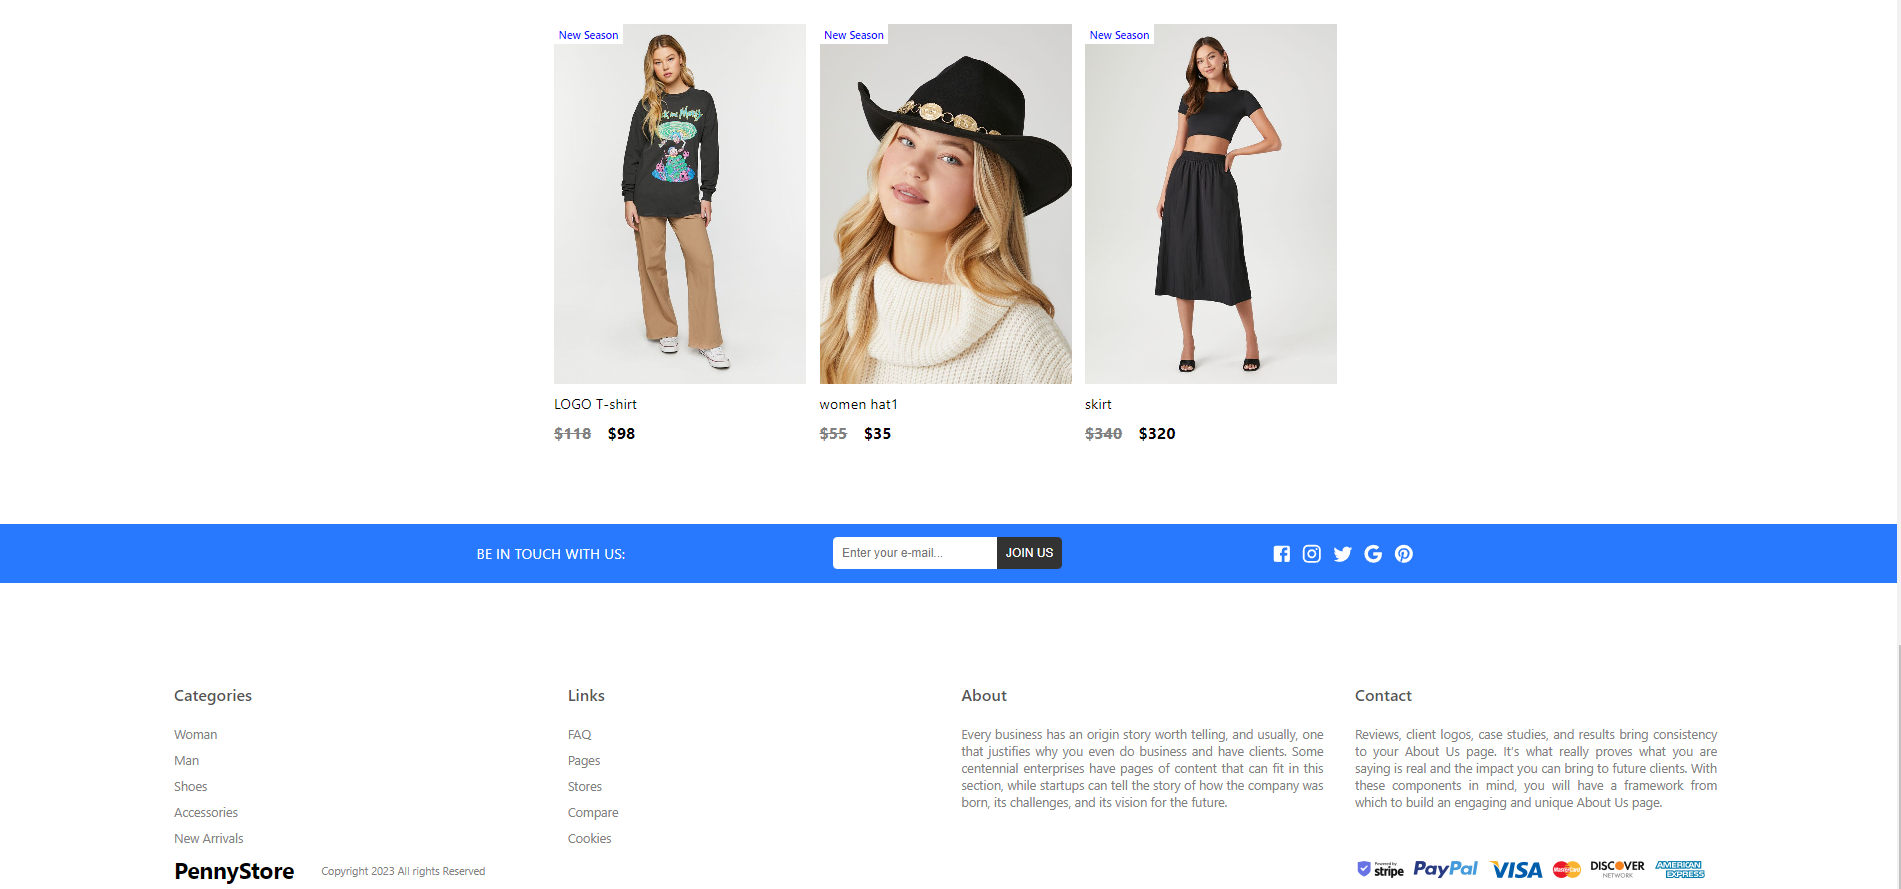 New Season
New Season
New Season
LOGO T-shirt
$118 $98
women hat1
$55 $35
skirt
$340 $320
BE IN TOUCH WITH US:
Enter your e-mail...
JOIN US
Categories
Woman
Man
Shoes
Accessories
New Arrivals
Links
FAQ
Pages
Stores
Compare
Cookies
About
Every business has an origin story worth telling, and usually, one
that justifies why you even do business and have clients. Some
centennial enterprises have pages of content that can fit in this
section, while startups can tell the story of how the company was
born, its challenges, and its vision for the future.
Contact
Reviews, client logos, case studies, and results bring consistency
to your About Us page. It's what really proves what you are
saying is real and the impact you can bring to future clients. With
these components in mind, you will have a framework from
which to build an engaging and unique About Us page.
PennyStore
Copyright 2023 All rights Reserved
Powered by
stripe
PayPal
VISA
MasterCard
DISCOVER
NETWORK
AMERICAN
EXPRESS